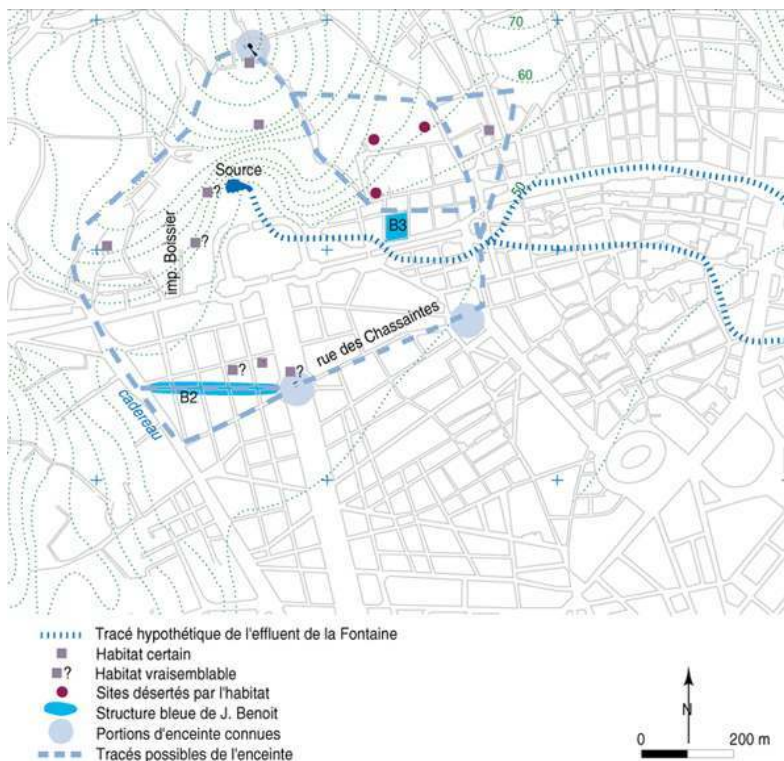 70
60
50
Source
?
?
imp. Boissier
B3
rue des Chassaintes
?
?
B2
cadereau
Tracé hypothétique de l'effluent de la Fontaine
Habitat certain
? Habitat vraisemblable
Sites désertés par l'habitat
Structure bleue de J. Benoit
Portions d'enceinte connues
Tracés possibles de l'enceinte
N
0 200 m